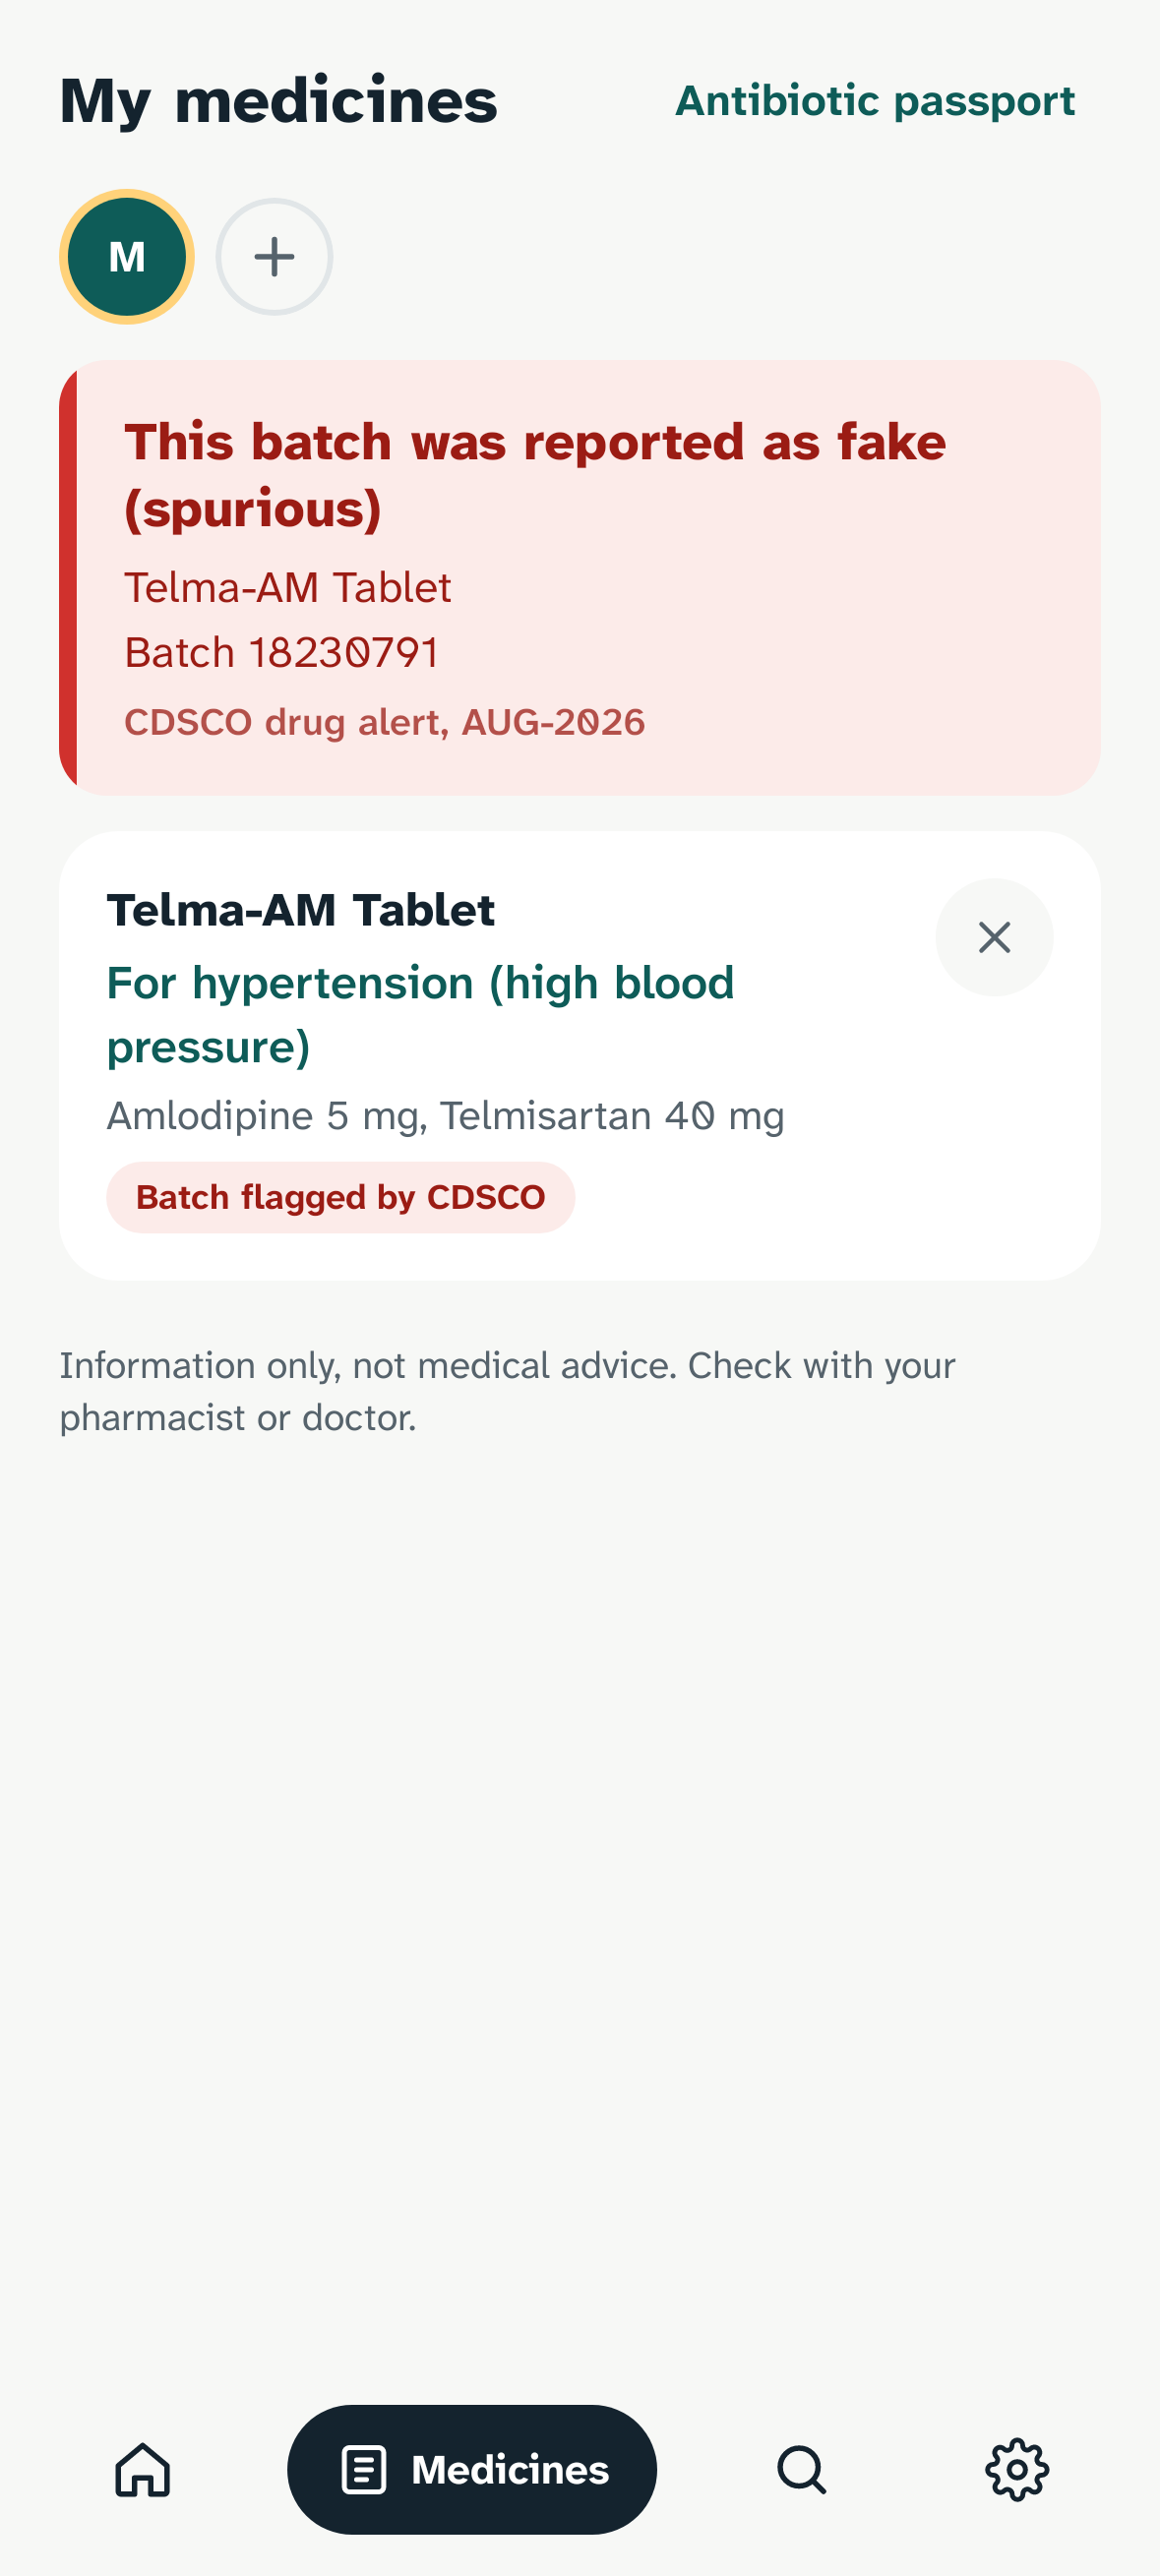 My medicines
Antibiotic passport
M
This batch was reported as fake
(spurious)
Telma-AM Tablet
Batch 18230791
CDSCO drug alert, AUG-2026
Telma-AM Tablet
For hypertension (high blood
pressure)
Amlodipine 5 mg, Telmisartan 40 mg
Batch flagged by CDSCO
Information only, not medical advice. Check with your
pharmacist or doctor.
Medicines